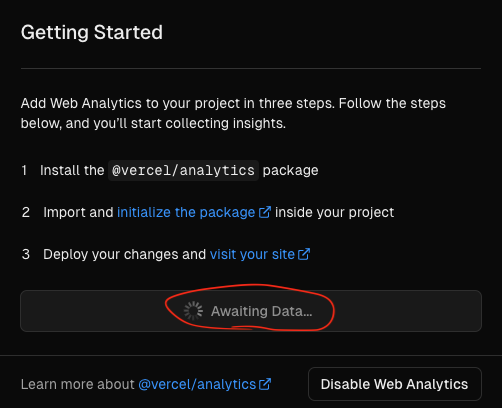 Getting Started
Add Web Analytics to your project in three steps. Follow the steps
below, and you’ll start collecting insights.
1 Install the @vercel/analytics package
2 Import and initialize the package inside your project
3 Deploy your changes and visit your site
Awaiting Data...
Learn more about @vercel/analytics
Disable Web Analytics